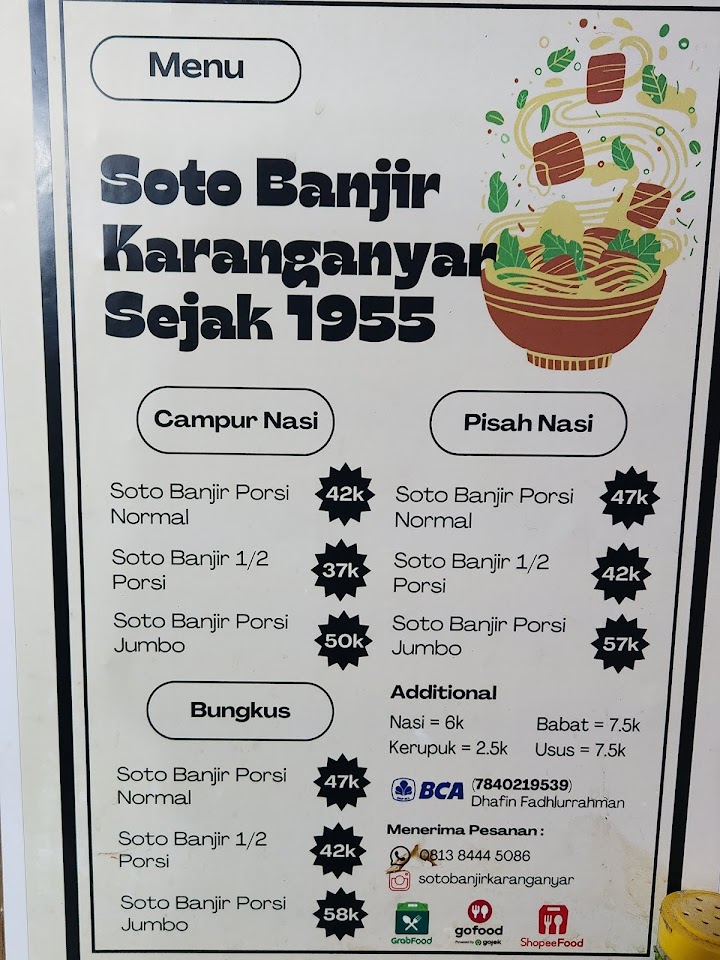 Menu
Soto Banjir
Karanganyar
Sejak 1955
Campur Nasi
Soto Banjir Porsi
Normal
42k
Soto Banjir 1/2
Porsi
37k
Soto Banjir Porsi
Jumbo
50k
Pisah Nasi
Soto Banjir Porsi
Normal
47k
Soto Banjir 1/2
Porsi
42k
Soto Banjir Porsi
Jumbo
57k
Bungkus
Soto Banjir Porsi
Normal
47k
Soto Banjir 1/2
Porsi
42k
Soto Banjir Porsi
Jumbo
58k
Additional
Nasi = 6k
Babat = 7.5k
Kerupuk = 2.5k
Usus = 7.5k
BCA (7840219539)
Dhafin Fadhlurrahman
Menerima Pesanan :
0813 8444 5086
sotobanjirkaranganyar
GrabFood
gofood
Powered by gojek
ShopeeFood